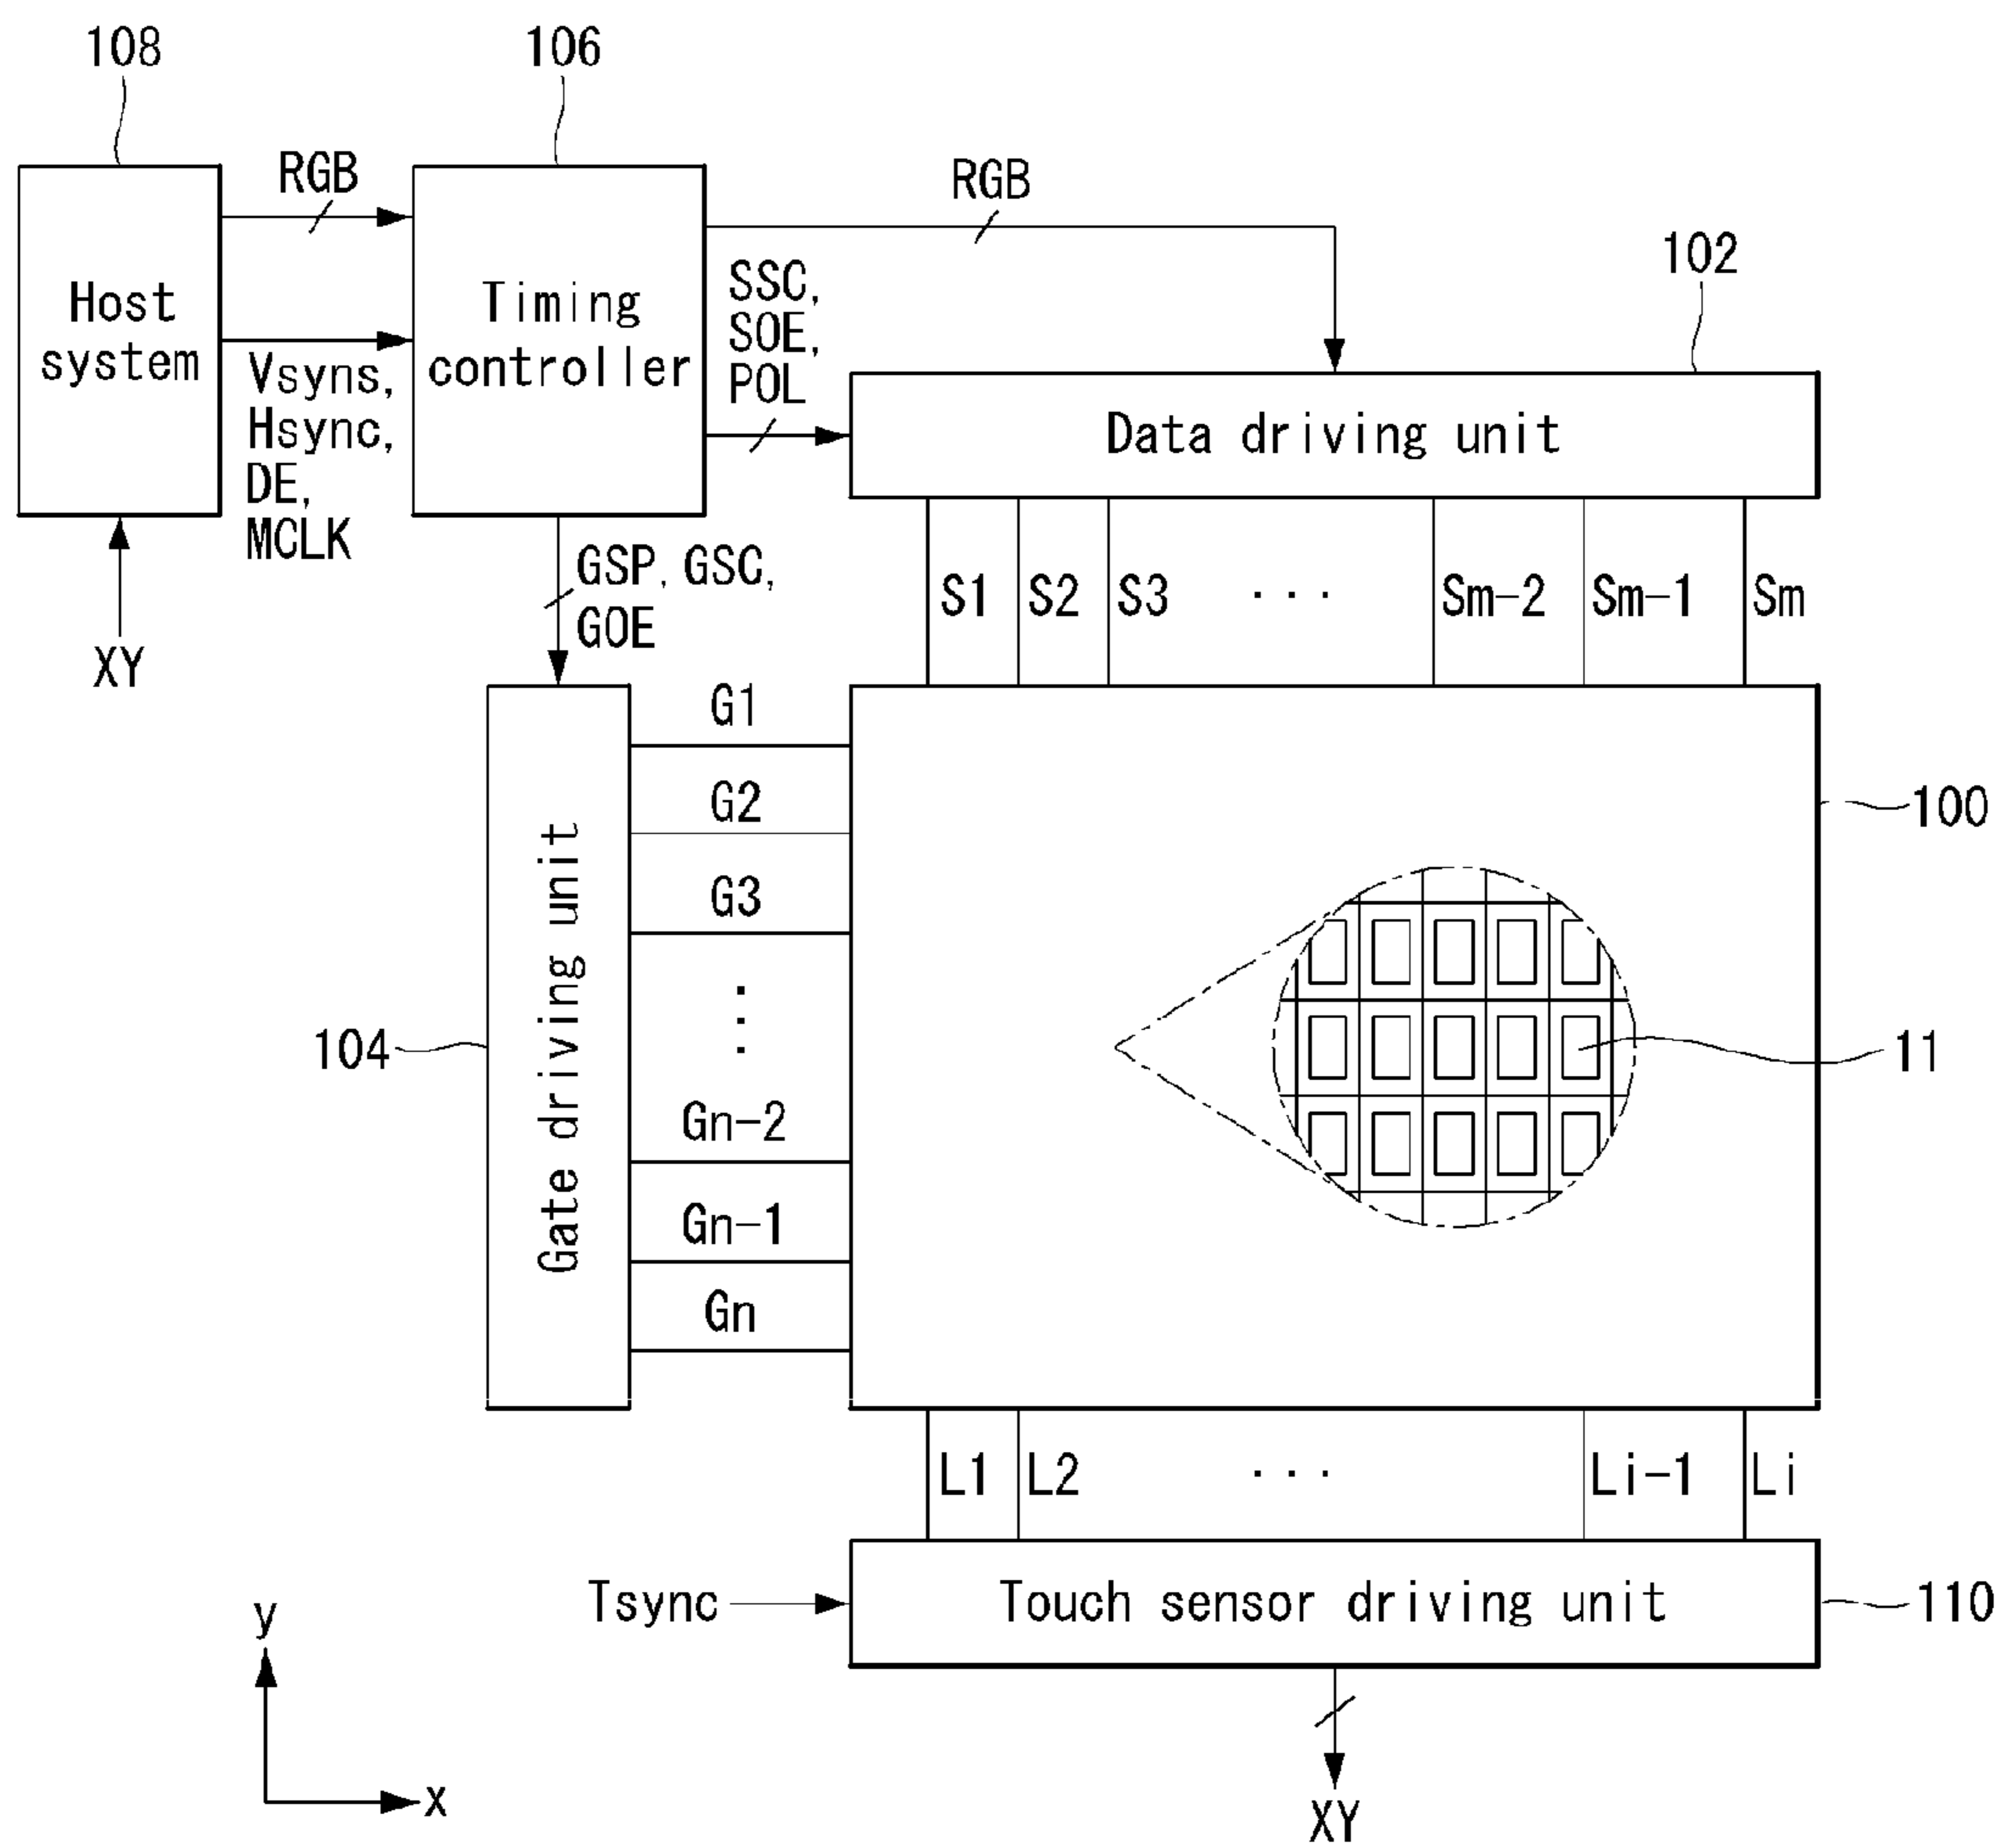 108
106
RGB
RGB
102
Host
system
Timing
controller
SSC,
SOE,
POL
Vsyns,
Hsync,
DE,
MCLK
Data driving unit
GSP, GSC,
GOE
S1 S2 S3 ... Sm-2 Sm-1 Sm
XY
G1
G2
G3
Gn-2
Gn-1
Gn
Gate driving unit
104
100
11
L1 L2 ... Li-1 Li
Tsync
Touch sensor driving unit
110
y
x
XY